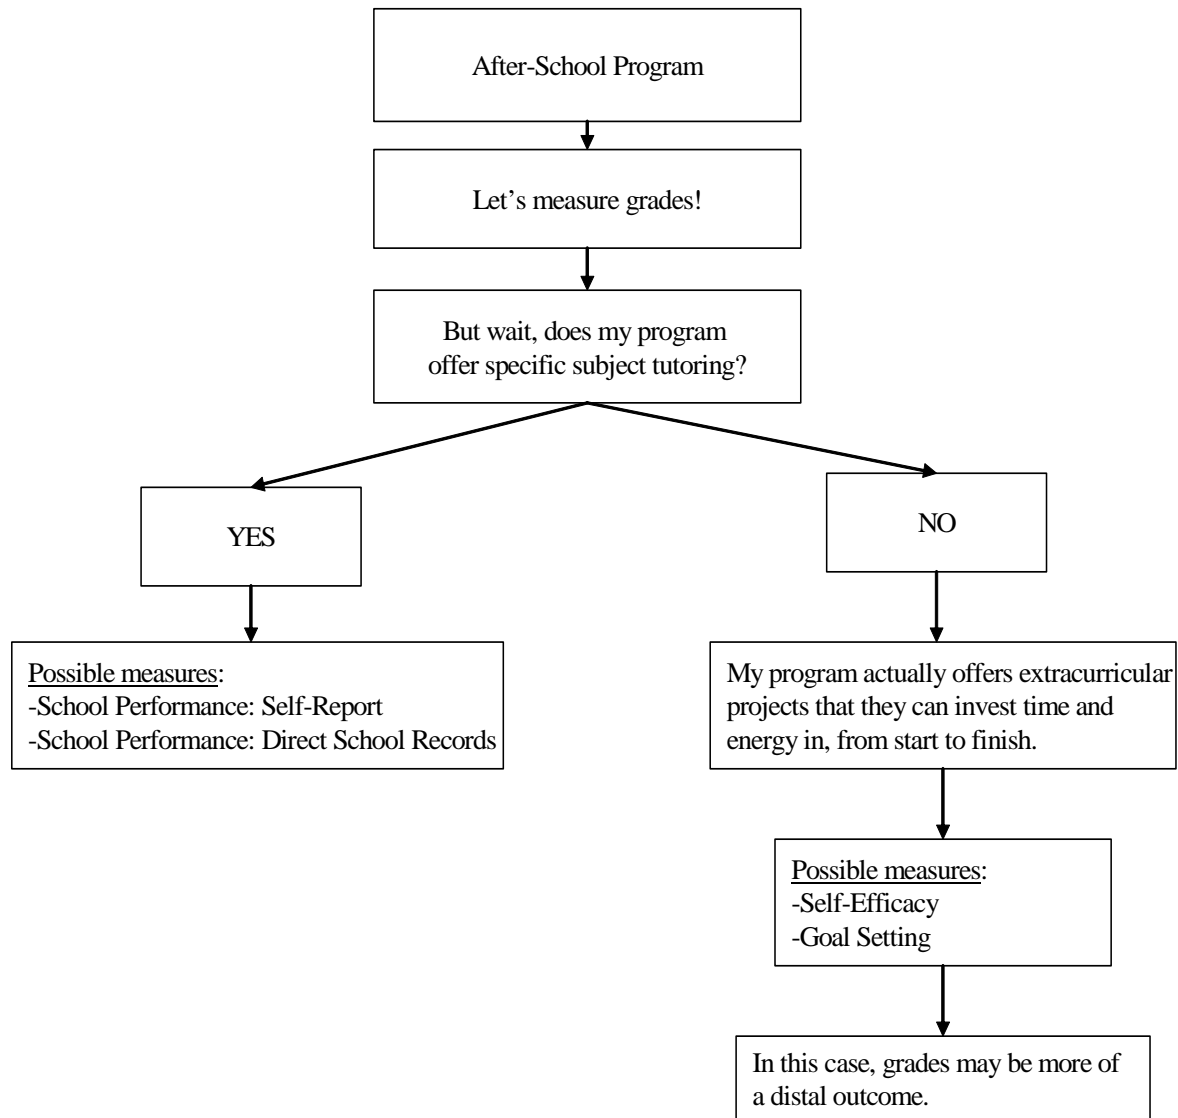 After-School Program
Let’s measure grades!
But wait, does my program
offer specific subject tutoring?
YES
NO
Possible measures:
-School Performance: Self-Report
-School Performance: Direct School Records
My program actually offers extracurricular
projects that they can invest time and
energy in, from start to finish.
Possible measures:
-Self-Efficacy
-Goal Setting
In this case, grades may be more of
a distal outcome.